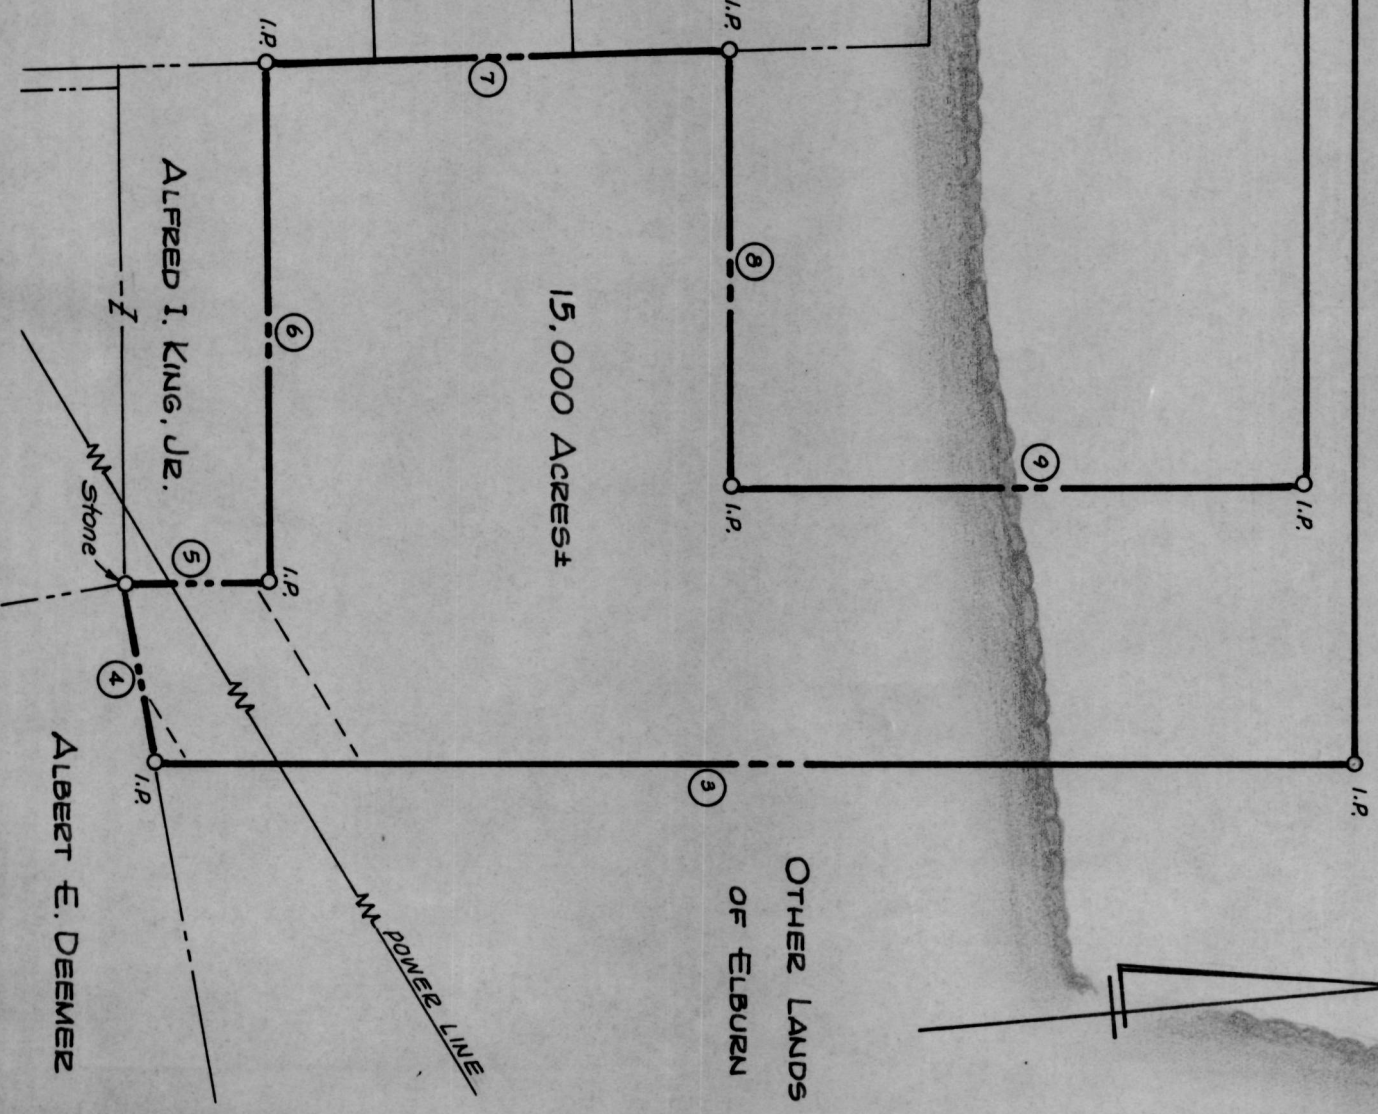 I.P.
I.P.
7
8
ALFRED I. KING, JR.
6
15,000 ACRES±
9
I.P.
I.P.
Stone
5
I.P.
4
I.P.
3
I.P.
ALBERT E. DEEMER
POWER LINE
OTHER LANDS
OF ELBURN